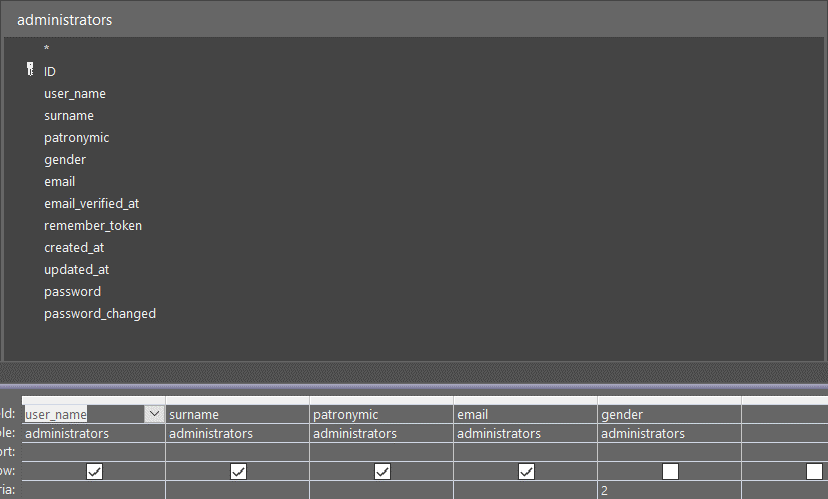 administrators
*
ID
user_name
surname
patronymic
gender
email
email_verified_at
remember_token
created_at
updated_at
password
password_changed
ld: user_name surname patronymic email gender
ble: administrators administrators administrators administrators administrators
ort:
ow:
ria: 2